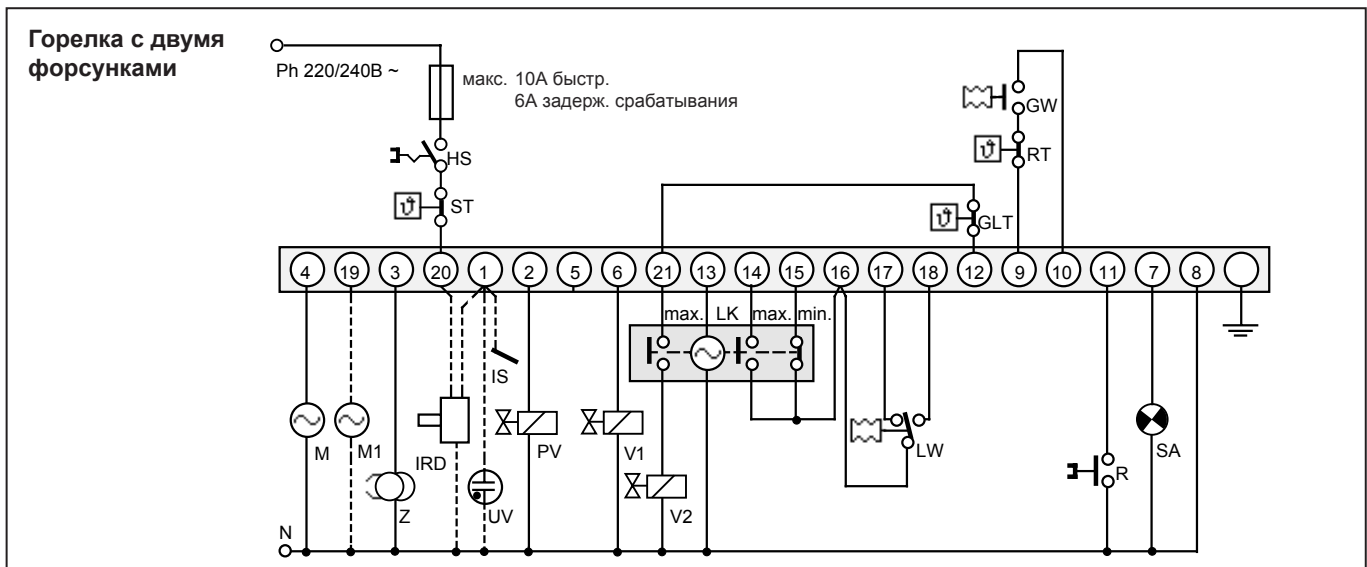 Горелка с двумя
форсунками
Ph 220/240В ~
макс. 10А быстр.
6А задерж. срабатывания
HS
ST
GW
RT
GLT
4 19 3 20 1 2 5 6 21 13 14 15 16 17 18 12 9 10 11 7 8
max. LK max. min.
IS
M M1 IRD Z UV PV V1 V2 LW R SA
N